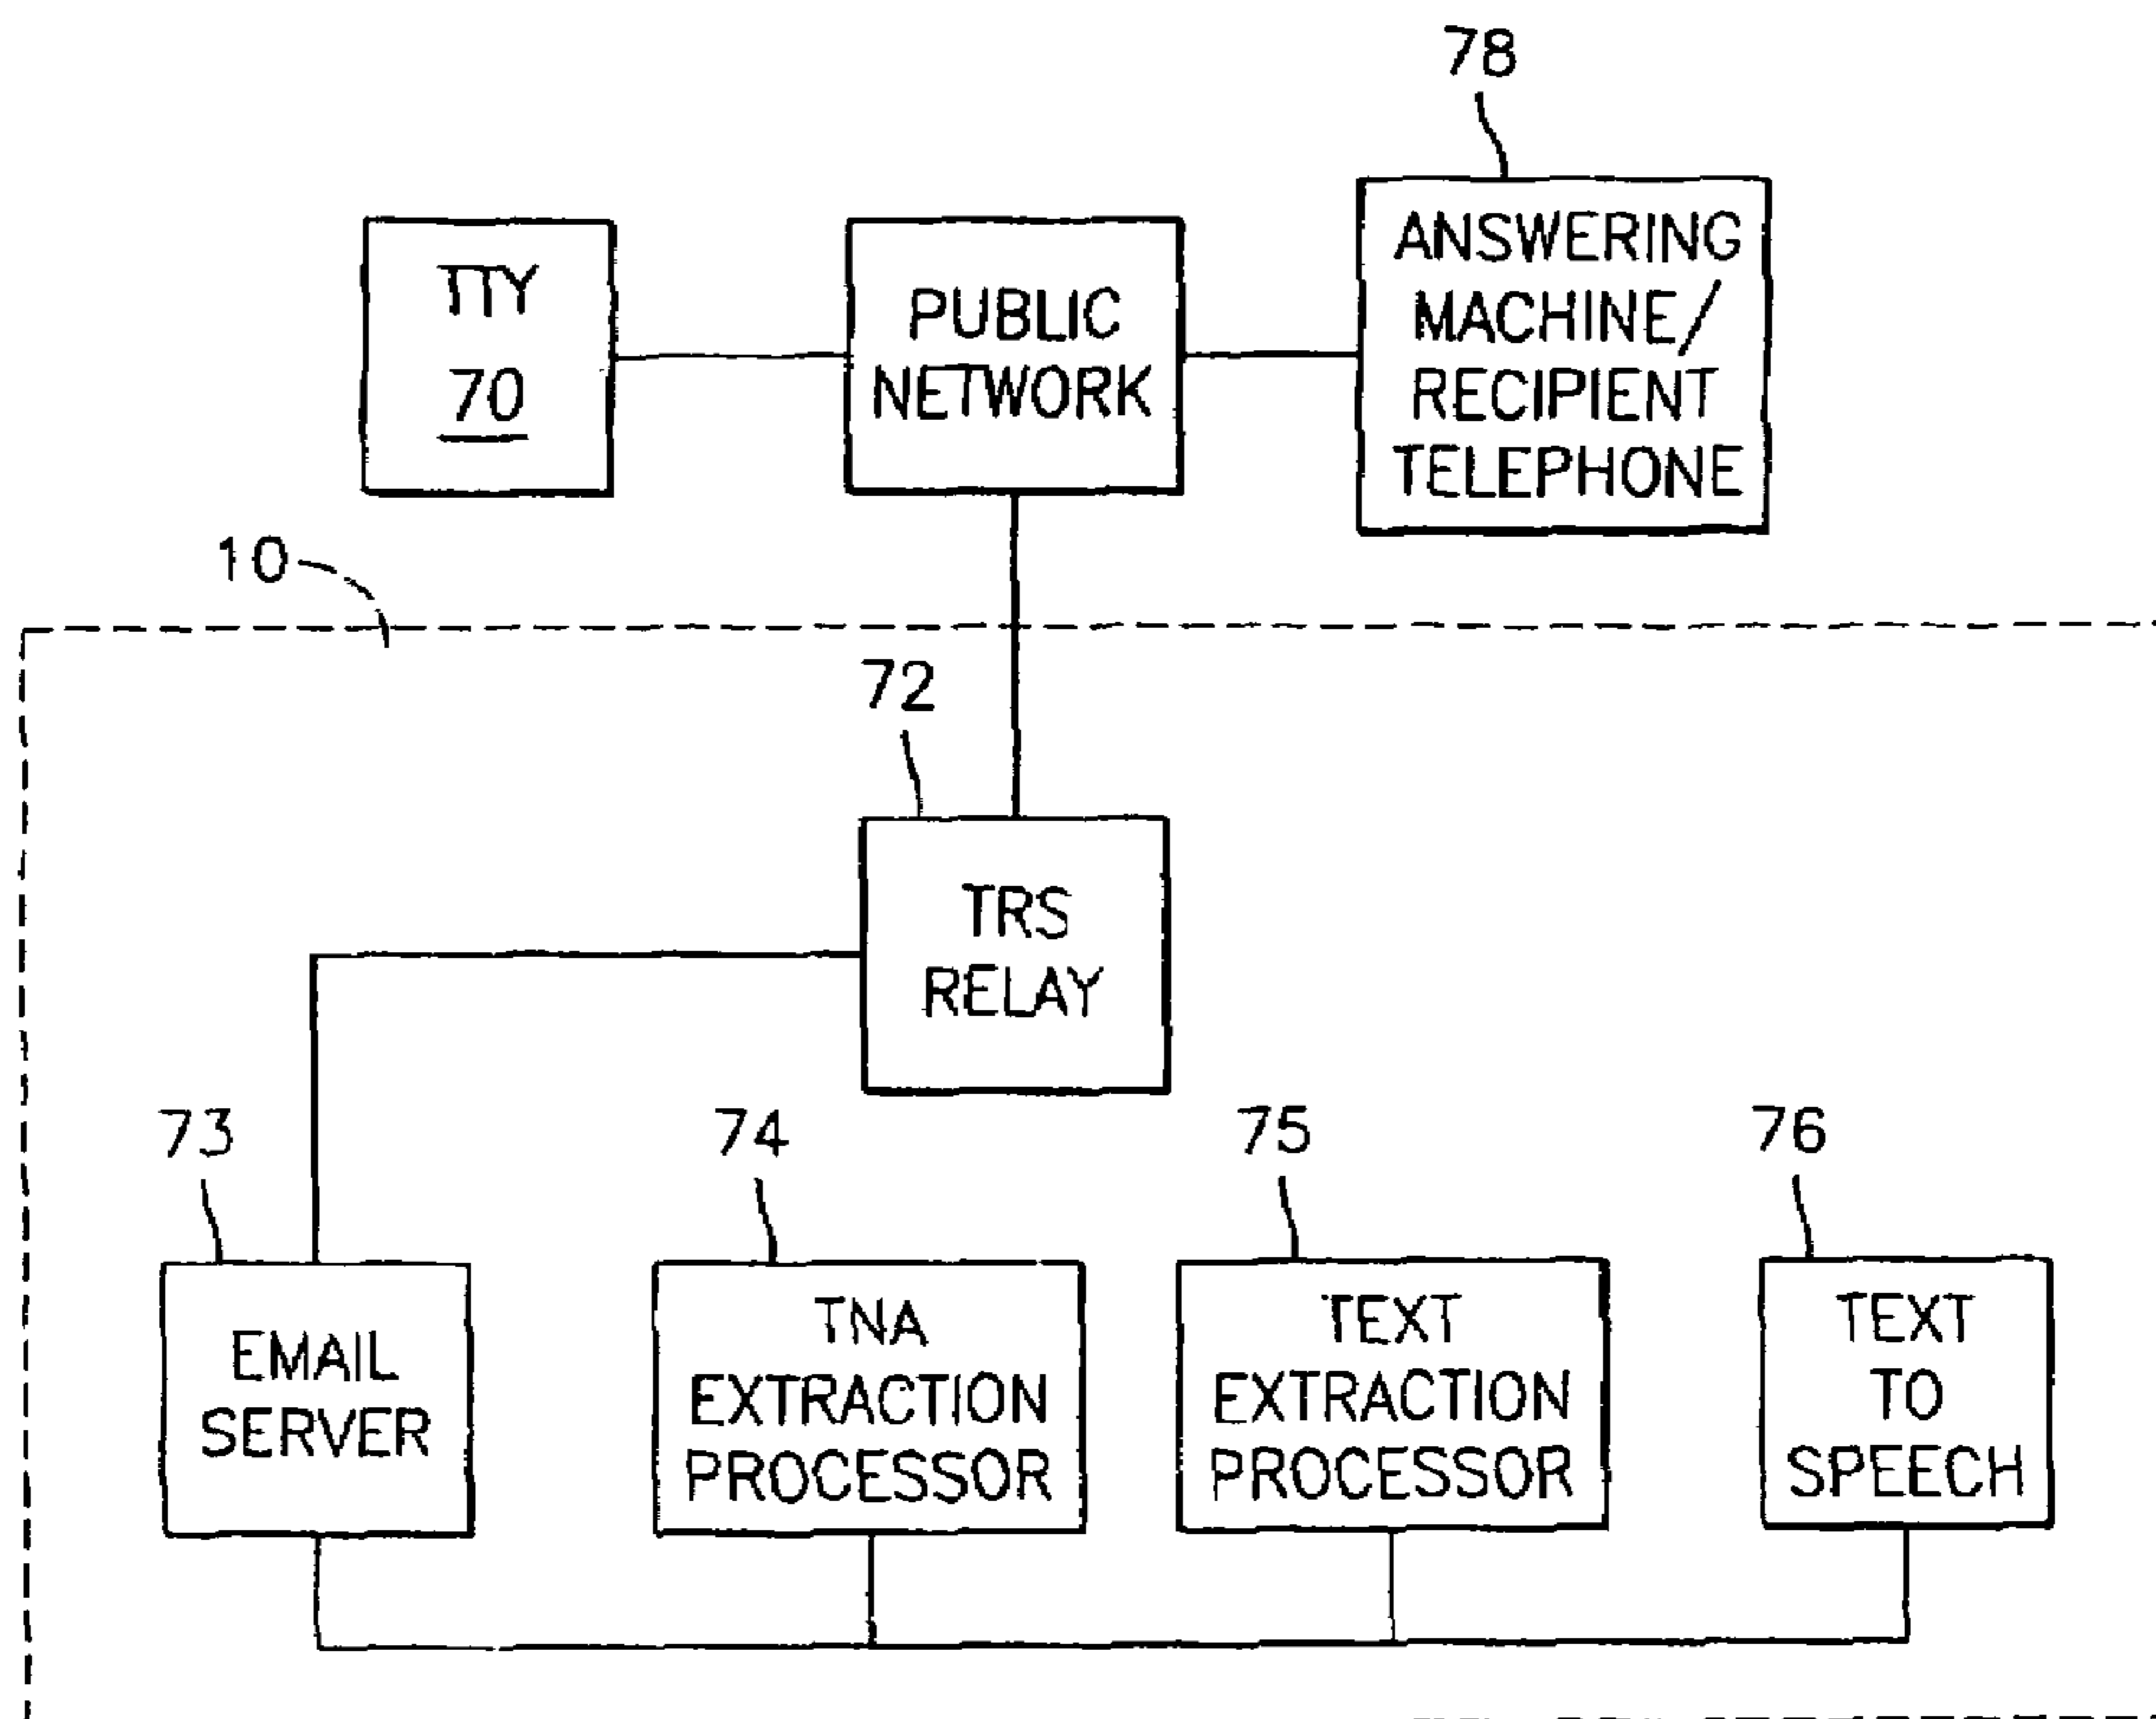 78
TTY
70
PUBLIC
NETWORK
ANSWERING
MACHINE/
RECIPIENT
TELEPHONE
10
72
TRS
RELAY
73
74
75
76
EMAIL
SERVER
TNA
EXTRACTION
PROCESSOR
TEXT
EXTRACTION
PROCESSOR
TEXT
TO
SPEECH